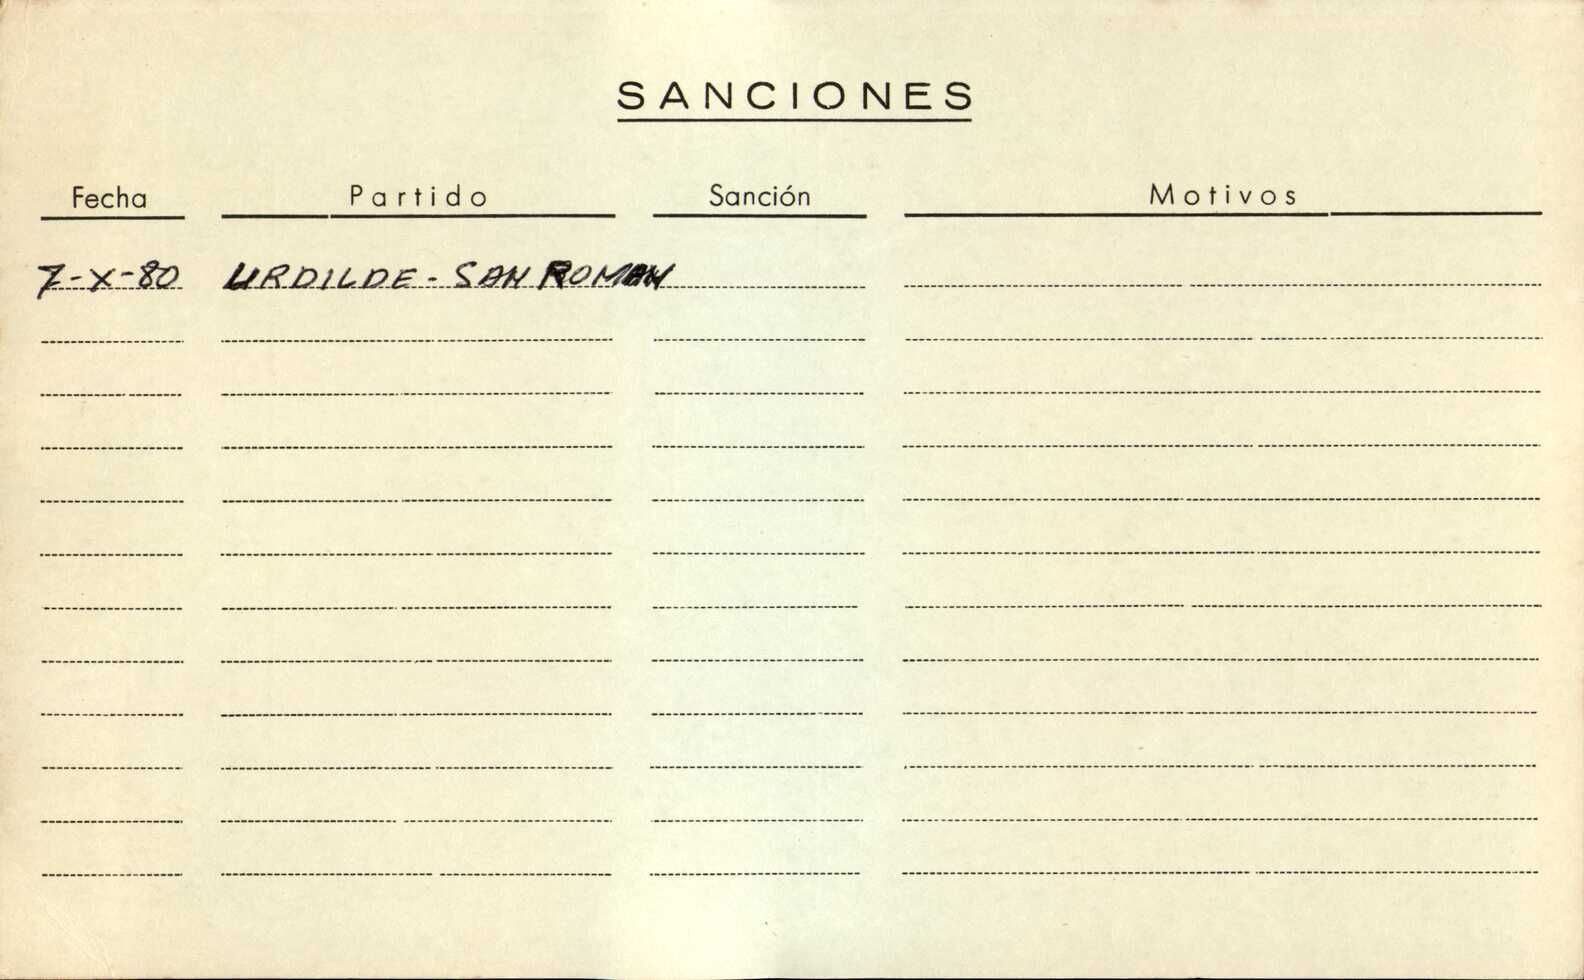 SANCIONES
Fecha Partido Sanción Motivos
7-X-80 URDILDE - SAN ROMAN